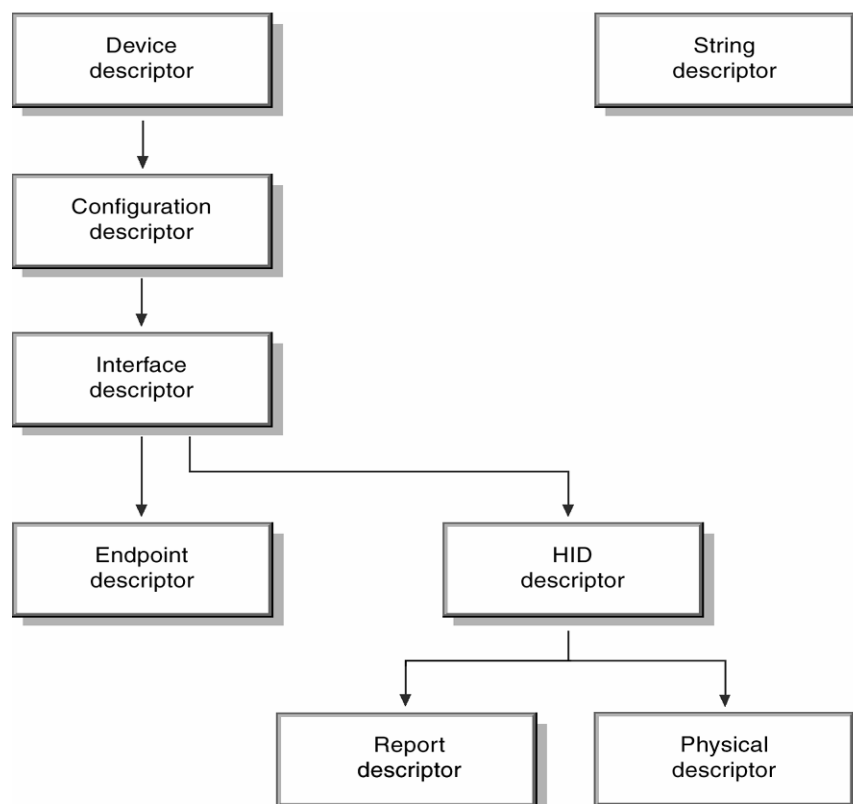 Device
descriptor
String
descriptor
Configuration
descriptor
Interface
descriptor
Endpoint
descriptor
HID
descriptor
Report
descriptor
Physical
descriptor